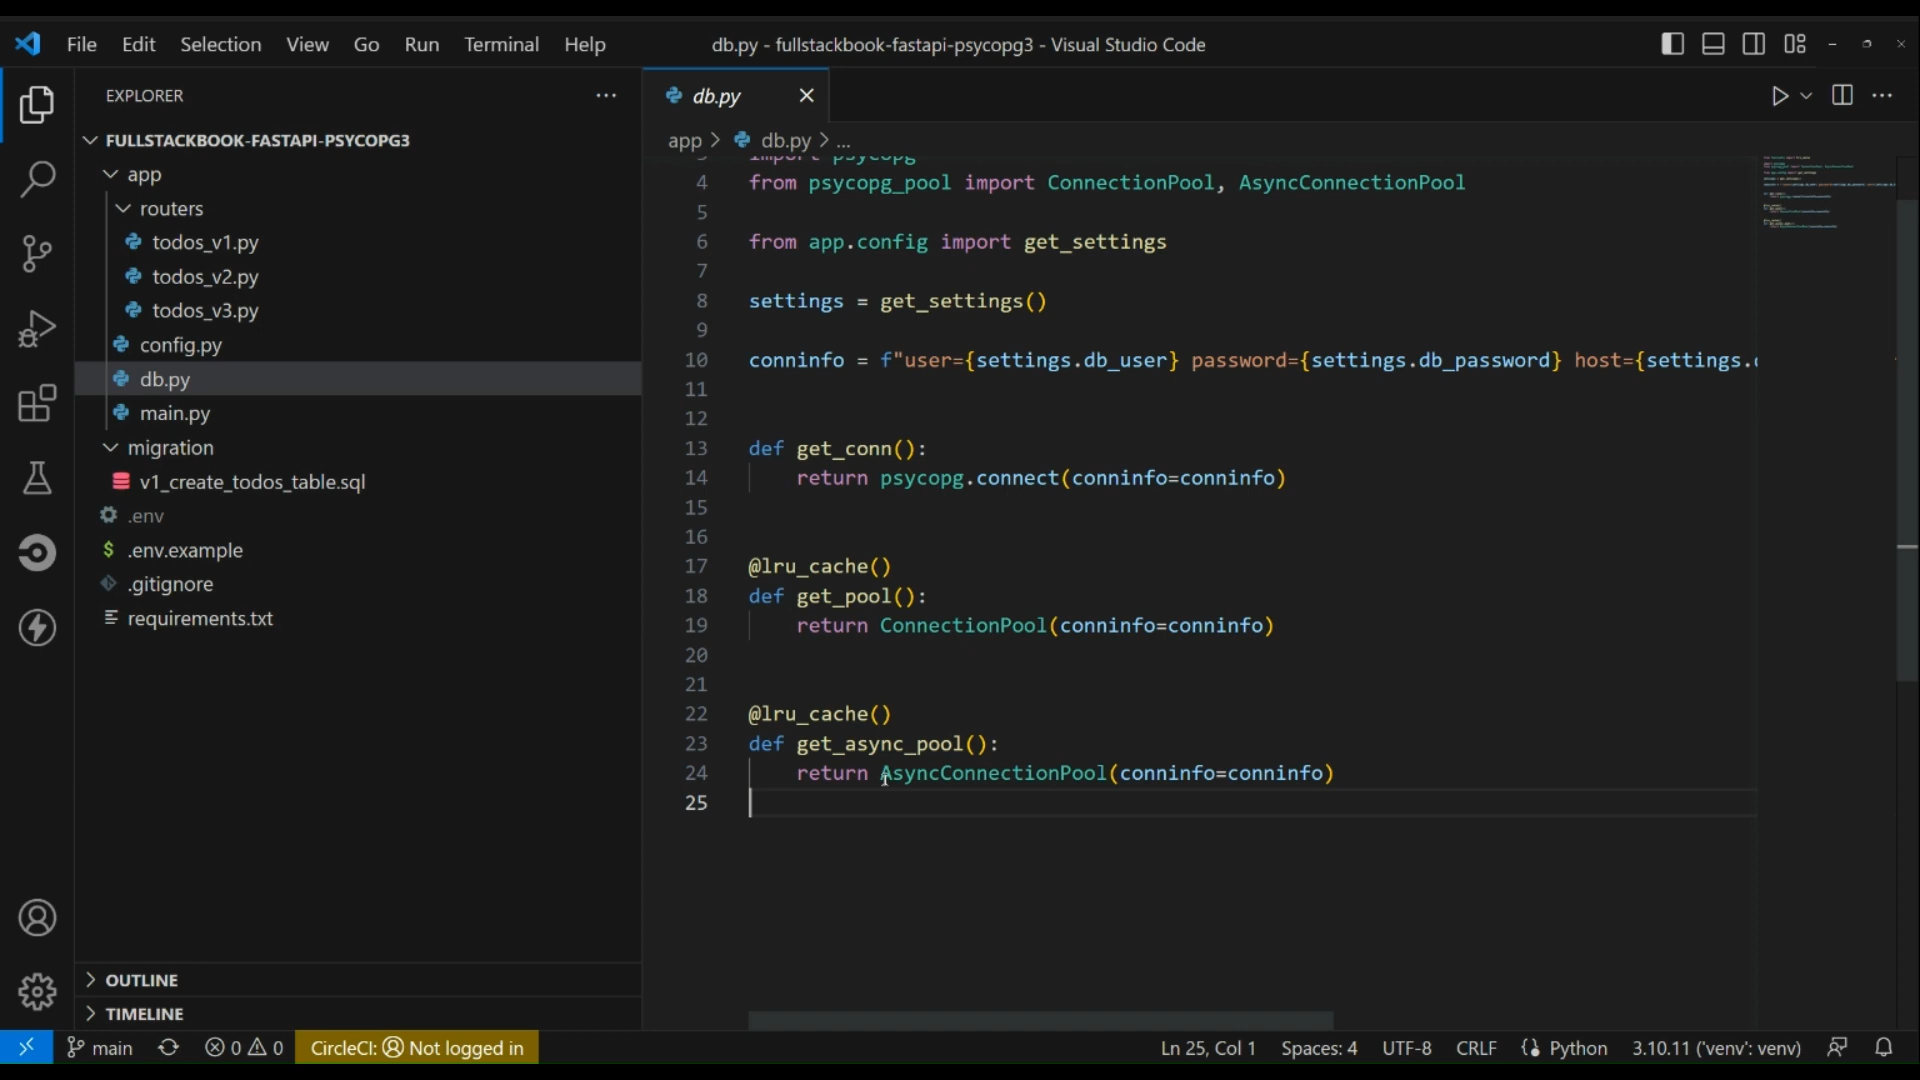 File Edit Selection View Go Run Terminal Help
db.py - fullstackbook-fastapi-psycopg3 - Visual Studio Code
EXPLORER
FULLSTACKBOOK-FASTAPI-PSYCOPG3
app
routers
todos_v1.py
todos_v2.py
todos_v3.py
config.py
db.py
main.py
migration
v1_create_todos_table.sql
.env
.env.example
.gitignore
requirements.txt
OUTLINE
TIMELINE
db.py
app > db.py > ...
3 import psycopg
4 from psycopg_pool import ConnectionPool, AsyncConnectionPool
5
6 from app.config import get_settings
7
8 settings = get_settings()
9
10 conninfo = f"user={settings.db_user} password={settings.db_password} host={settings.
11
12
13 def get_conn():
14 return psycopg.connect(conninfo=conninfo)
15
16
17 @lru_cache()
18 def get_pool():
19 return ConnectionPool(conninfo=conninfo)
20
21
22 @lru_cache()
23 def get_async_pool():
24 return AsyncConnectionPool(conninfo=conninfo)
25
main 0 0 CircleCI: Not logged in Ln 25, Col 1 Spaces: 4 UTF-8 CRLF Python 3.10.11 ('venv': venv)